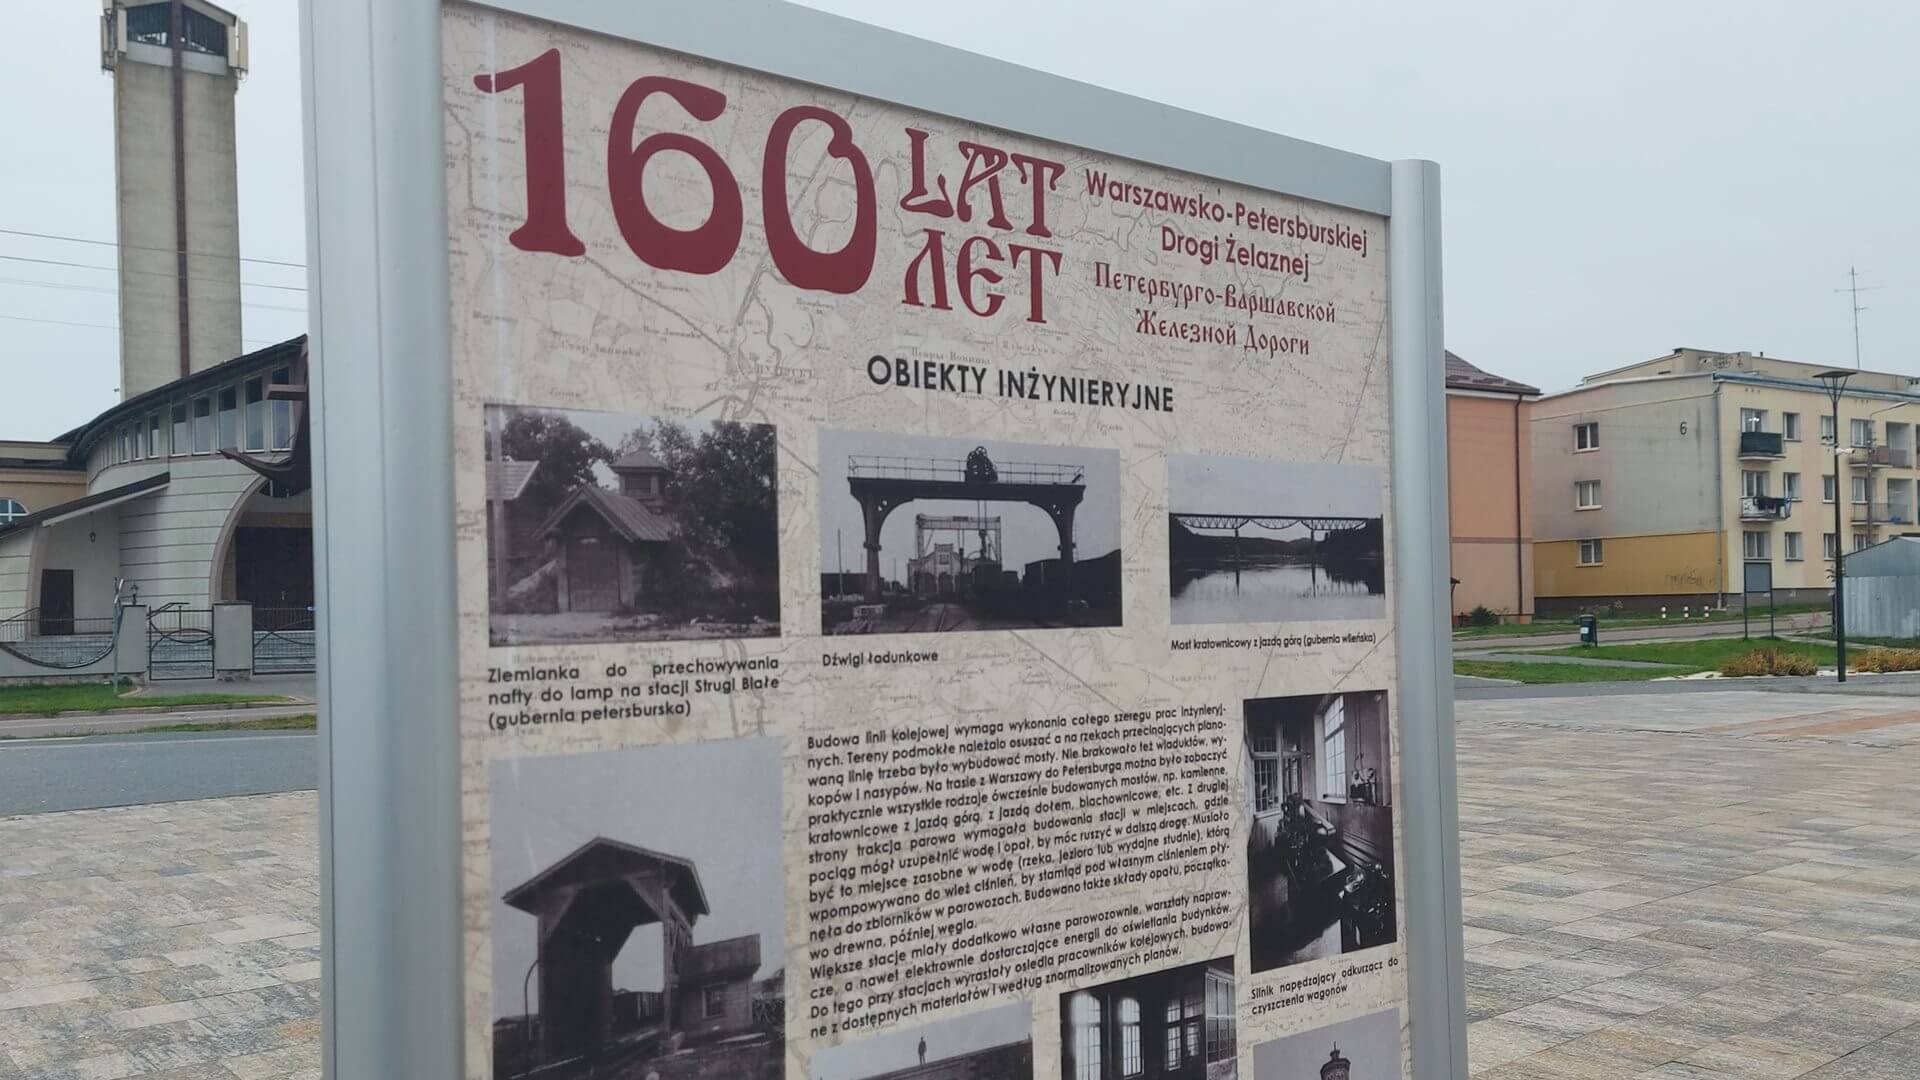 160 LAT
ЛЕТ
Warszawsko-Petersburskiej
Drogi Żelaznej
Петербурго-Варшавской
Железной Дороги
OBIEKTY INŻYNIERYJNE
Ziemianka do przechowywania
nafty do lamp na stacji Strugi Białe
(gubernia petersburska)
Dźwigi ładunkowe
Most kratownicowy z jazdą górą (gubernia wileńska)
Budowa linii kolejowej wymaga wykonania całego szeregu prac inżynieryj-
nych. Tereny podmokłe należało osuszać a na rzekach przecinających plano-
waną linię trzeba było wybudować mosty. Nie brakowało też wiaduktów, wy-
kopów i nasypów. Na trasie z Warszawy do Petersburga można było zobaczyć
praktycznie wszystkie rodzaje ówcześnie budowanych mostów, np. kamienne,
kratownicowe z jazdą górą, z jazdą dołem, blachownicowe, etc. Z drugiej
strony trakcja parowa wymagała budowania stacji w miejscach, gdzie
pociąg mógł uzupełnić wodę i opał, by móc ruszyć w dalszą drogę. Musiało
być to miejsce zasobne w wodę (rzeka, jezioro lub wydajne studnie), którą
wpompowywano do wież ciśnień, by stamtąd pod własnym ciśnieniem pły-
nęła do zbiorników w parowozach. Budowano także składy opału, początko-
wo drewna, później węgla.
Większe stacje miały dodatkowo własne parowozownie, warsztaty napraw-
cze, a nawet elektrownie dostarczające energii do oświetlania budynków.
Do tego przy stacjach wyrastały osiedla pracowników kolejowych, budowa-
ne z dostępnych materiałów i według znormalizowanych planów.
Silnik napędzający odkurzacz do
czyszczenia wagonów
6